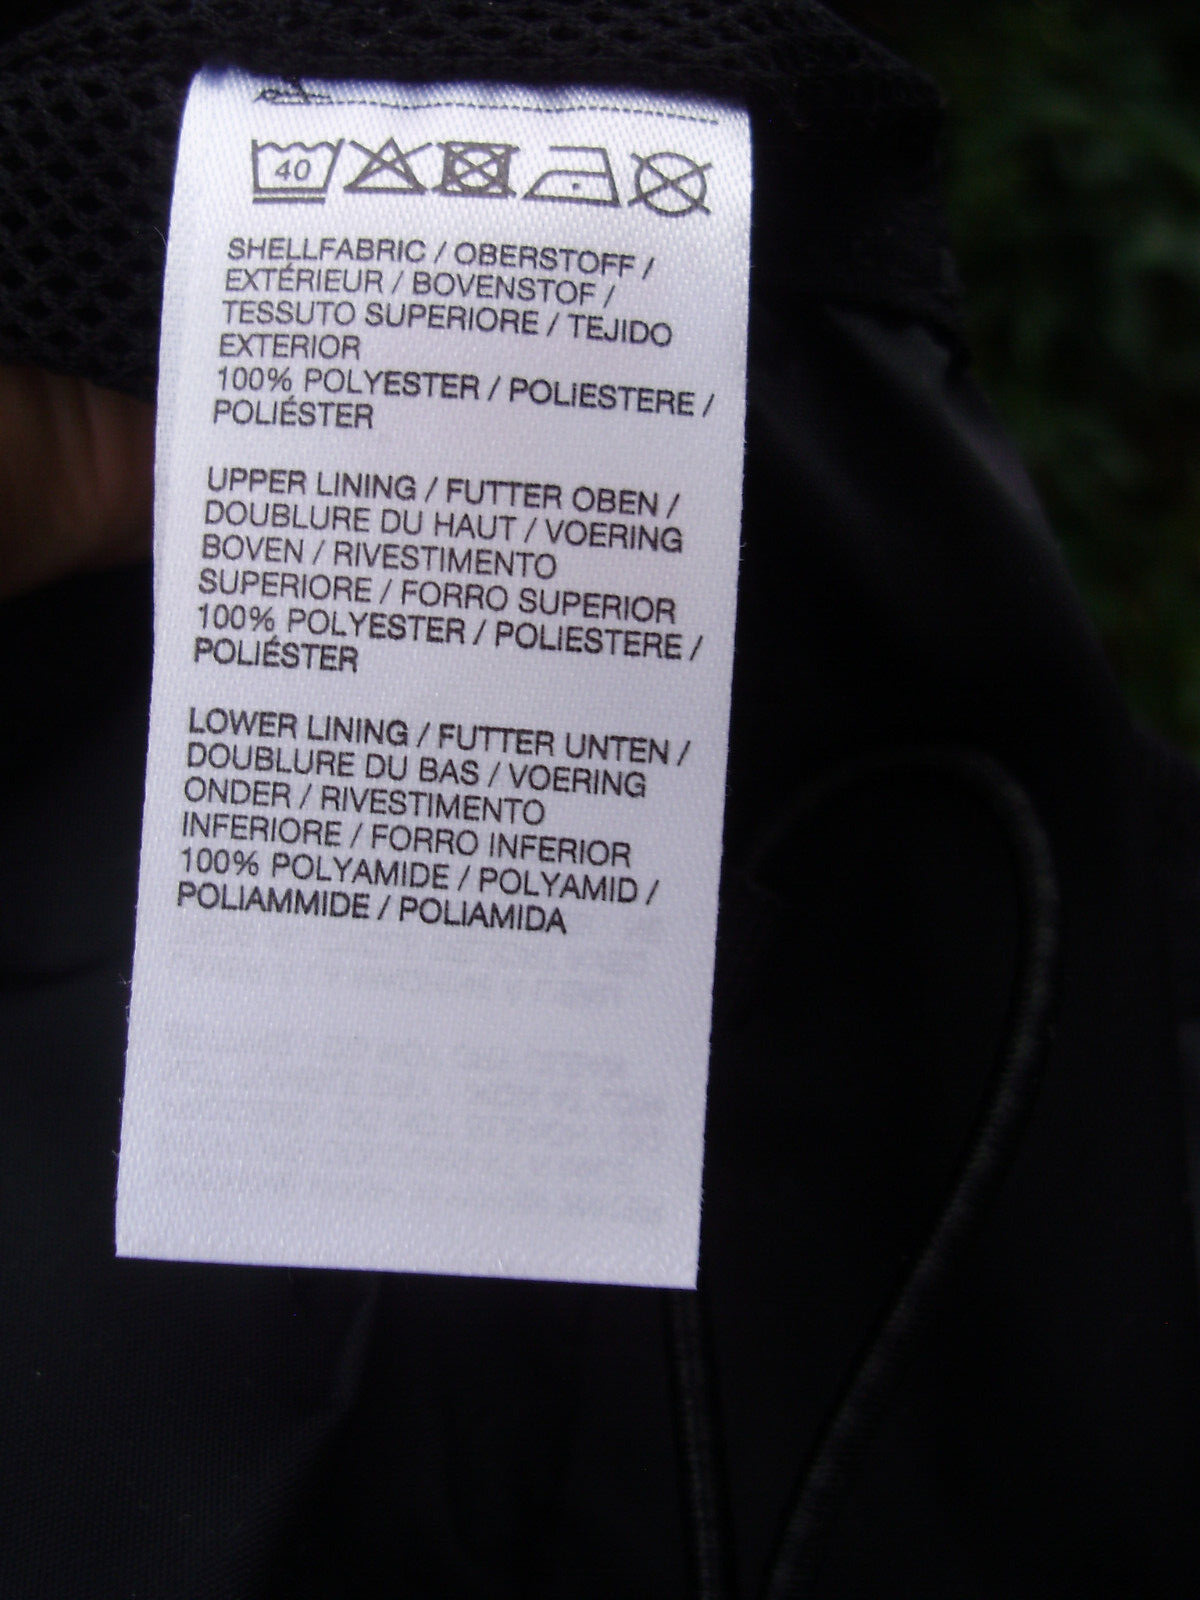 40
SHELLFABRIC / OBERSTOFF /
EXTÉRIEUR / BOVENSTOF /
TESSUTO SUPERIORE / TEJIDO
EXTERIOR
100% POLYESTER / POLIESTERE /
POLIÉSTER
UPPER LINING / FUTTER OBEN /
DOUBLURE DU HAUT / VOERING
BOVEN / RIVESTIMENTO
SUPERIORE / FORRO SUPERIOR
100% POLYESTER / POLIESTERE /
POLIÉSTER
LOWER LINING / FUTTER UNTEN /
DOUBLURE DU BAS / VOERING
ONDER / RIVESTIMENTO
INFERIORE / FORRO INFERIOR
100% POLYAMIDE / POLYAMID /
POLIAMMIDE / POLIAMIDA